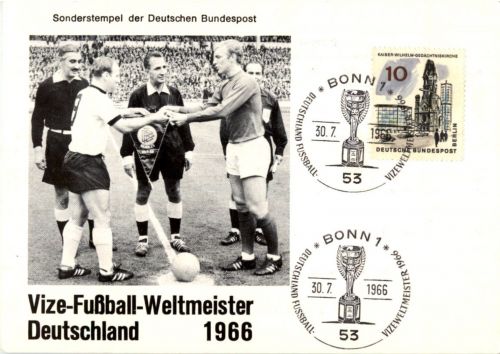 Sonderstempel der Deutschen Bundespost
KAISER-WILHELM-GEDÄCHTNISKIRCHE
10
DEUTSCHE BUNDESPOST
BERLIN
* BONN 1 *
30.7. 1966
53
DEUTSCHLAND FUSSBALL-VIZEWELTMEISTER 1966
* BONN 1 *
30.7. 1966
53
DEUTSCHLAND FUSSBALL-VIZEWELTMEISTER 1966
Vize-Fußball-Weltmeister
Deutschland 1966